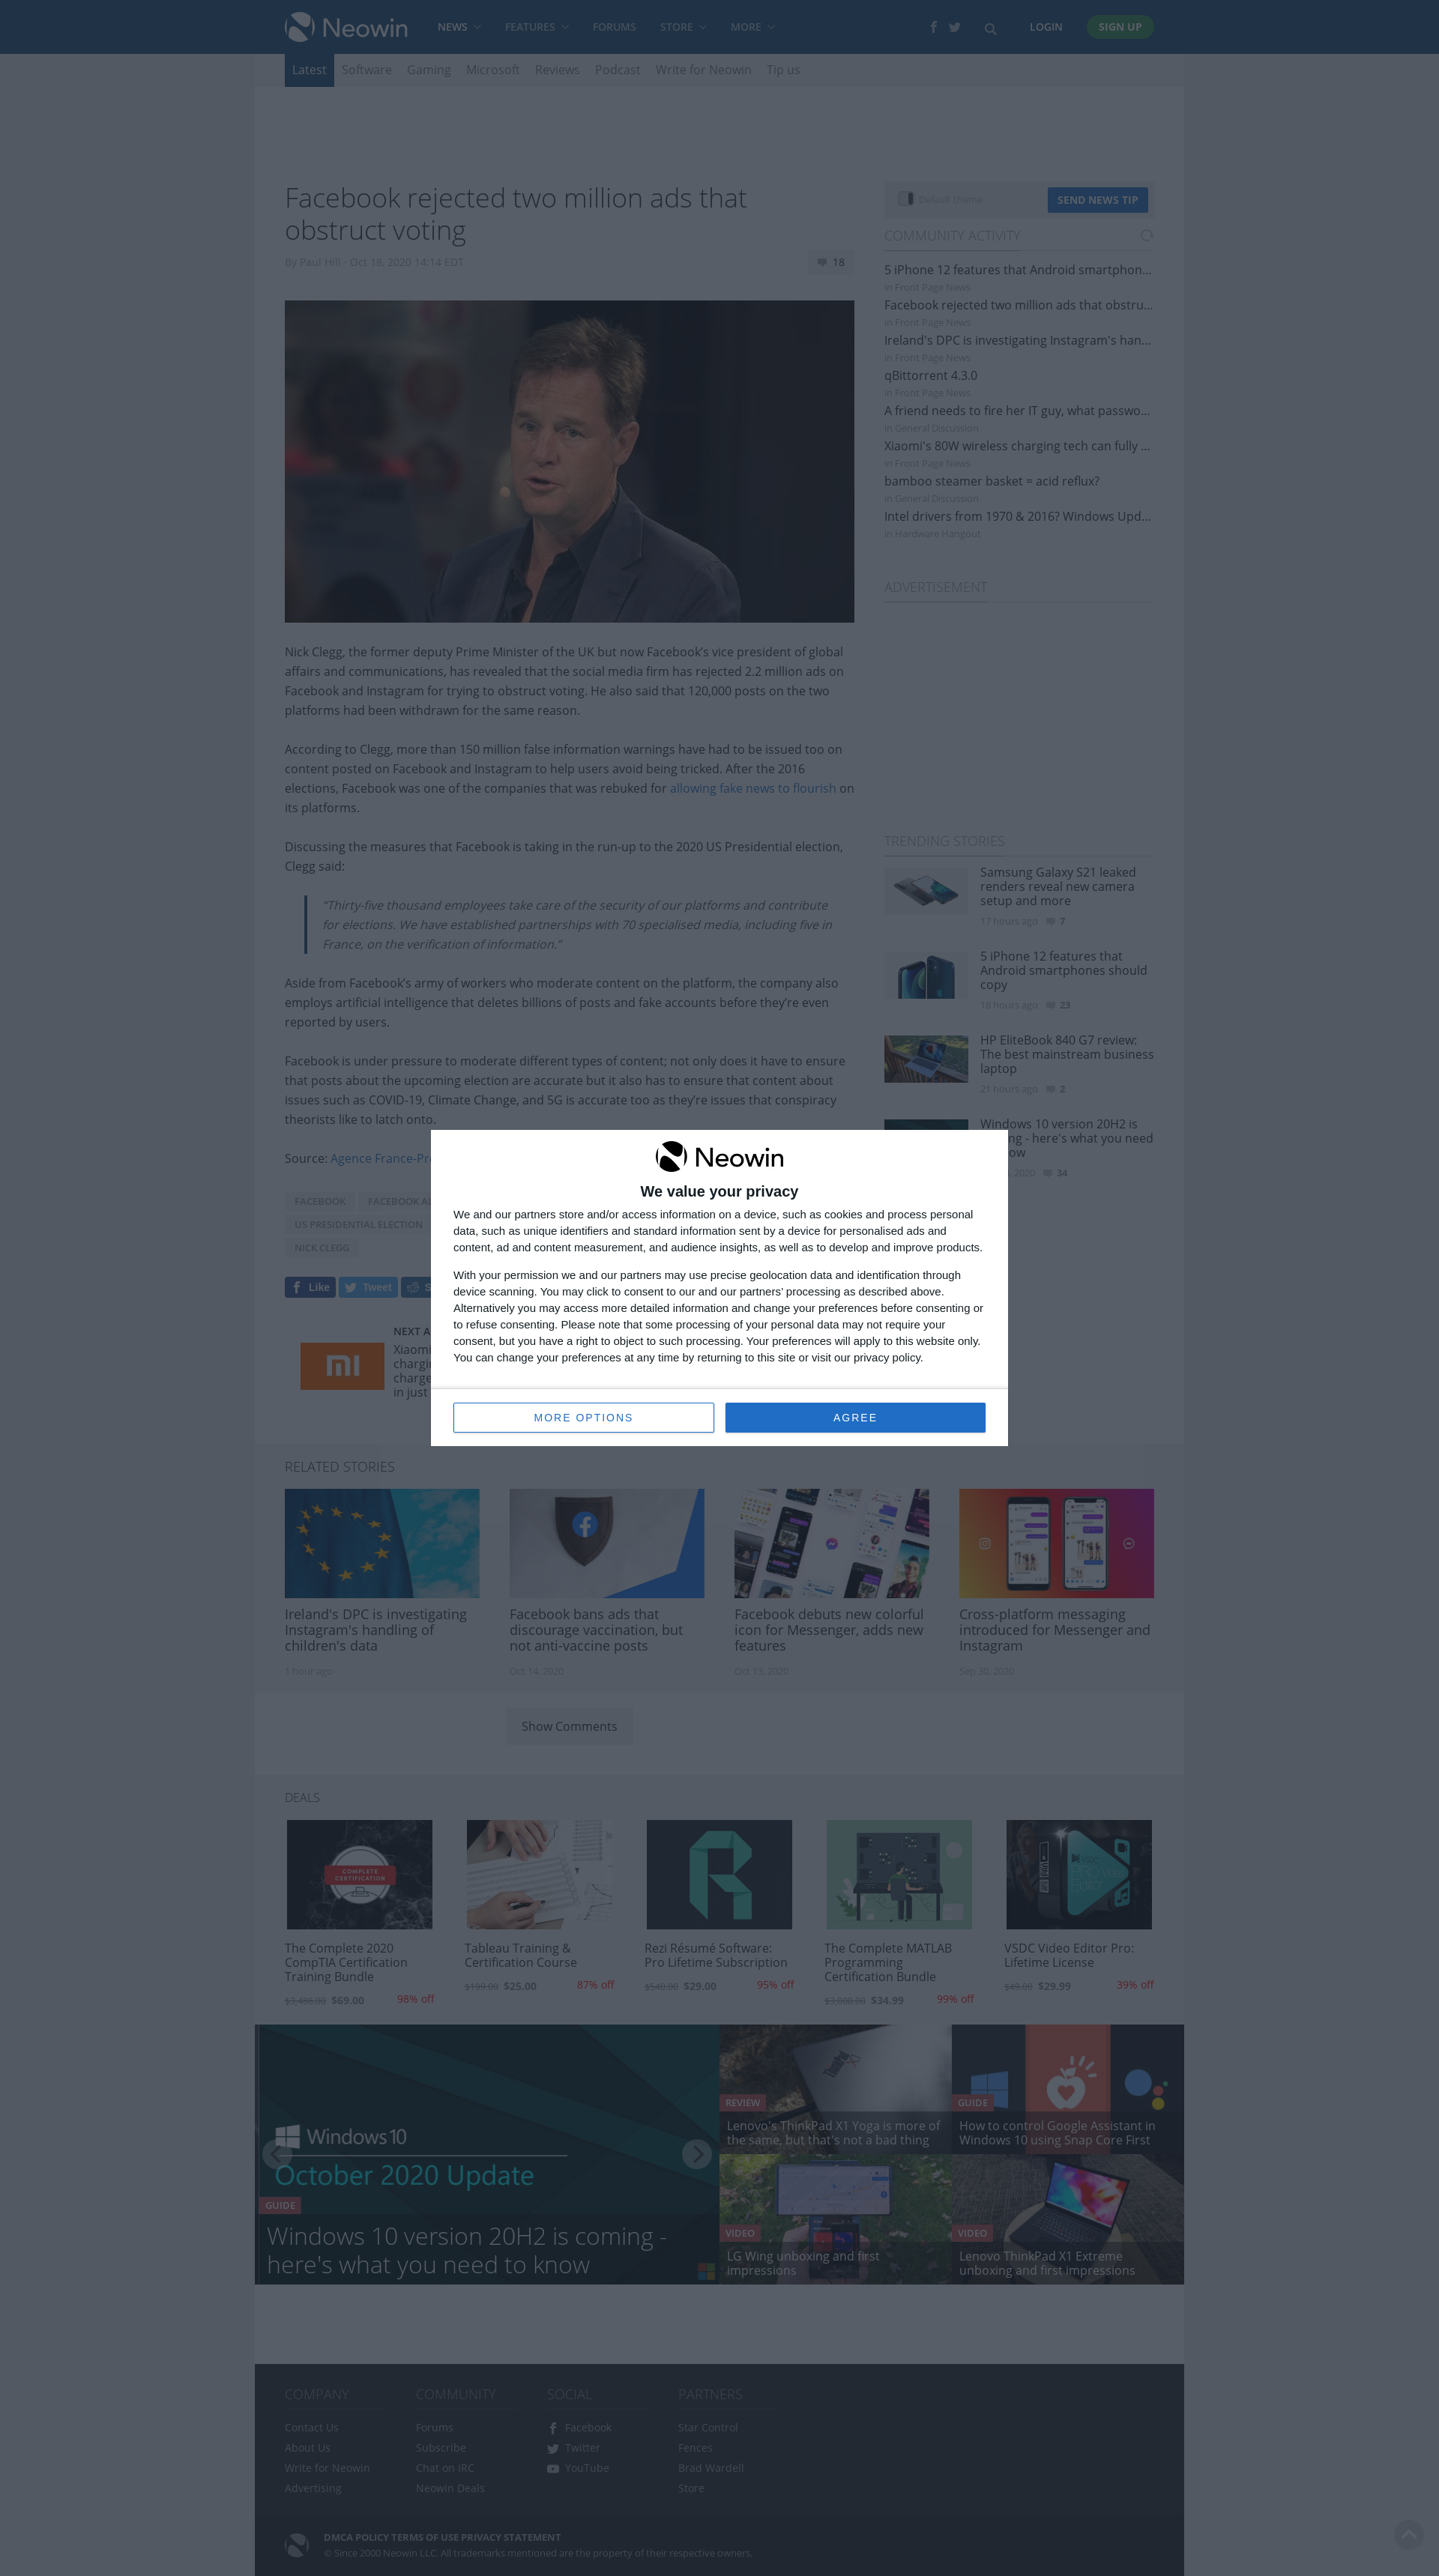 Neowin
NEWS
FEATURES
FORUMS
STORE
MORE
LOGIN
SIGN UP
Latest
Software
Gaming
Microsoft
Reviews
Podcast
Write for Neowin
Tip us
Facebook rejected two million ads that
obstruct voting
By Paul Hill · Oct 18, 2020 14:14 EDT
18
Nick Clegg, the former deputy Prime Minister of the UK but now Facebook’s vice president of global
affairs and communications, has revealed that the social media firm has rejected 2.2 million ads on
Facebook and Instagram for trying to obstruct voting. He also said that 120,000 posts on the two
platforms had been withdrawn for the same reason.
According to Clegg, more than 150 million false information warnings have had to be issued too on
content posted on Facebook and Instagram to help users avoid being tricked. After the 2016
elections, Facebook was one of the companies that was rebuked for allowing fake news to flourish on
its platforms.
Discussing the measures that Facebook is taking in the run-up to the 2020 US Presidential election,
Clegg said:
“Thirty-five thousand employees take care of the security of our platforms and contribute
for elections. We have established partnerships with 70 specialised media, including five in
France, on the verification of information.”
Aside from Facebook’s army of workers who moderate content on the platform, the company also
employs artificial intelligence that deletes billions of posts and fake accounts before they’re even
reported by users.
Facebook is under pressure to moderate different types of content; not only does it have to ensure
that posts about the upcoming election are accurate but it also has to ensure that content about
issues such as COVID-19, Climate Change, and 5G is accurate too as they’re issues that conspiracy
theorists like to latch onto.
Source: Agence France-Pre
FACEBOOK
FACEBOOK AD
US PRESIDENTIAL ELECTION
NICK CLEGG
Like
Tweet
S
NEXT A
Xiaomi
chargin
charge
in just
Default theme
SEND NEWS TIP
COMMUNITY ACTIVITY
5 iPhone 12 features that Android smartphon...
in Front Page News
Facebook rejected two million ads that obstru...
in Front Page News
Ireland's DPC is investigating Instagram's han...
in Front Page News
qBittorrent 4.3.0
in Front Page News
A friend needs to fire her IT guy, what passwo...
in General Discussion
Xiaomi's 80W wireless charging tech can fully ...
in Front Page News
bamboo steamer basket = acid reflux?
in General Discussion
Intel drivers from 1970 & 2016? Windows Upd...
in Hardware Hangout
ADVERTISEMENT
TRENDING STORIES
Samsung Galaxy S21 leaked
renders reveal new camera
setup and more
17 hours ago
7
5 iPhone 12 features that
Android smartphones should
copy
18 hours ago
23
HP EliteBook 840 G7 review:
The best mainstream business
laptop
21 hours ago
2
Windows 10 version 20H2 is
ng - here's what you need
ow
, 2020
34
Neowin
We value your privacy
We and our partners store and/or access information on a device, such as cookies and process personal
data, such as unique identifiers and standard information sent by a device for personalised ads and
content, ad and content measurement, and audience insights, as well as to develop and improve products.
With your permission we and our partners may use precise geolocation data and identification through
device scanning. You may click to consent to our and our partners’ processing as described above.
Alternatively you may access more detailed information and change your preferences before consenting or
to refuse consenting. Please note that some processing of your personal data may not require your
consent, but you have a right to object to such processing. Your preferences will apply to this website only.
You can change your preferences at any time by returning to this site or visit our privacy policy.
MORE OPTIONS
AGREE
RELATED STORIES
Ireland's DPC is investigating
Instagram's handling of
children's data
1 hour ago
Facebook bans ads that
discourage vaccination, but
not anti-vaccine posts
Oct 14, 2020
Facebook debuts new colorful
icon for Messenger, adds new
features
Oct 13, 2020
Cross-platform messaging
introduced for Messenger and
Instagram
Sep 30, 2020
Show Comments
DEALS
COMPLETE
CERTIFICATION
The Complete 2020
CompTIA Certification
Training Bundle
$3,486.00 $69.00
98% off
Tableau Training &
Certification Course
$199.00 $25.00
87% off
Rezi Résumé Software:
Pro Lifetime Subscription
$540.00 $29.00
95% off
The Complete MATLAB
Programming
Certification Bundle
$3,000.00 $34.99
99% off
VSDC Video Editor Pro:
Lifetime License
$49.00 $29.99
39% off
Windows 10
October 2020 Update
GUIDE
Windows 10 version 20H2 is coming -
here's what you need to know
REVIEW
Lenovo's ThinkPad X1 Yoga is more of
the same, but that's not a bad thing
GUIDE
How to control Google Assistant in
Windows 10 using Snap Core First
VIDEO
LG Wing unboxing and first
impressions
VIDEO
Lenovo ThinkPad X1 Extreme
unboxing and first impressions
COMPANY
Contact Us
About Us
Write for Neowin
Advertising
COMMUNITY
Forums
Subscribe
Chat on IRC
Neowin Deals
SOCIAL
Facebook
Twitter
YouTube
PARTNERS
Star Control
Fences
Brad Wardell
Store
DMCA POLICY TERMS OF USE PRIVACY STATEMENT
© Since 2000 Neowin LLC. All trademarks mentioned are the property of their respective owners.